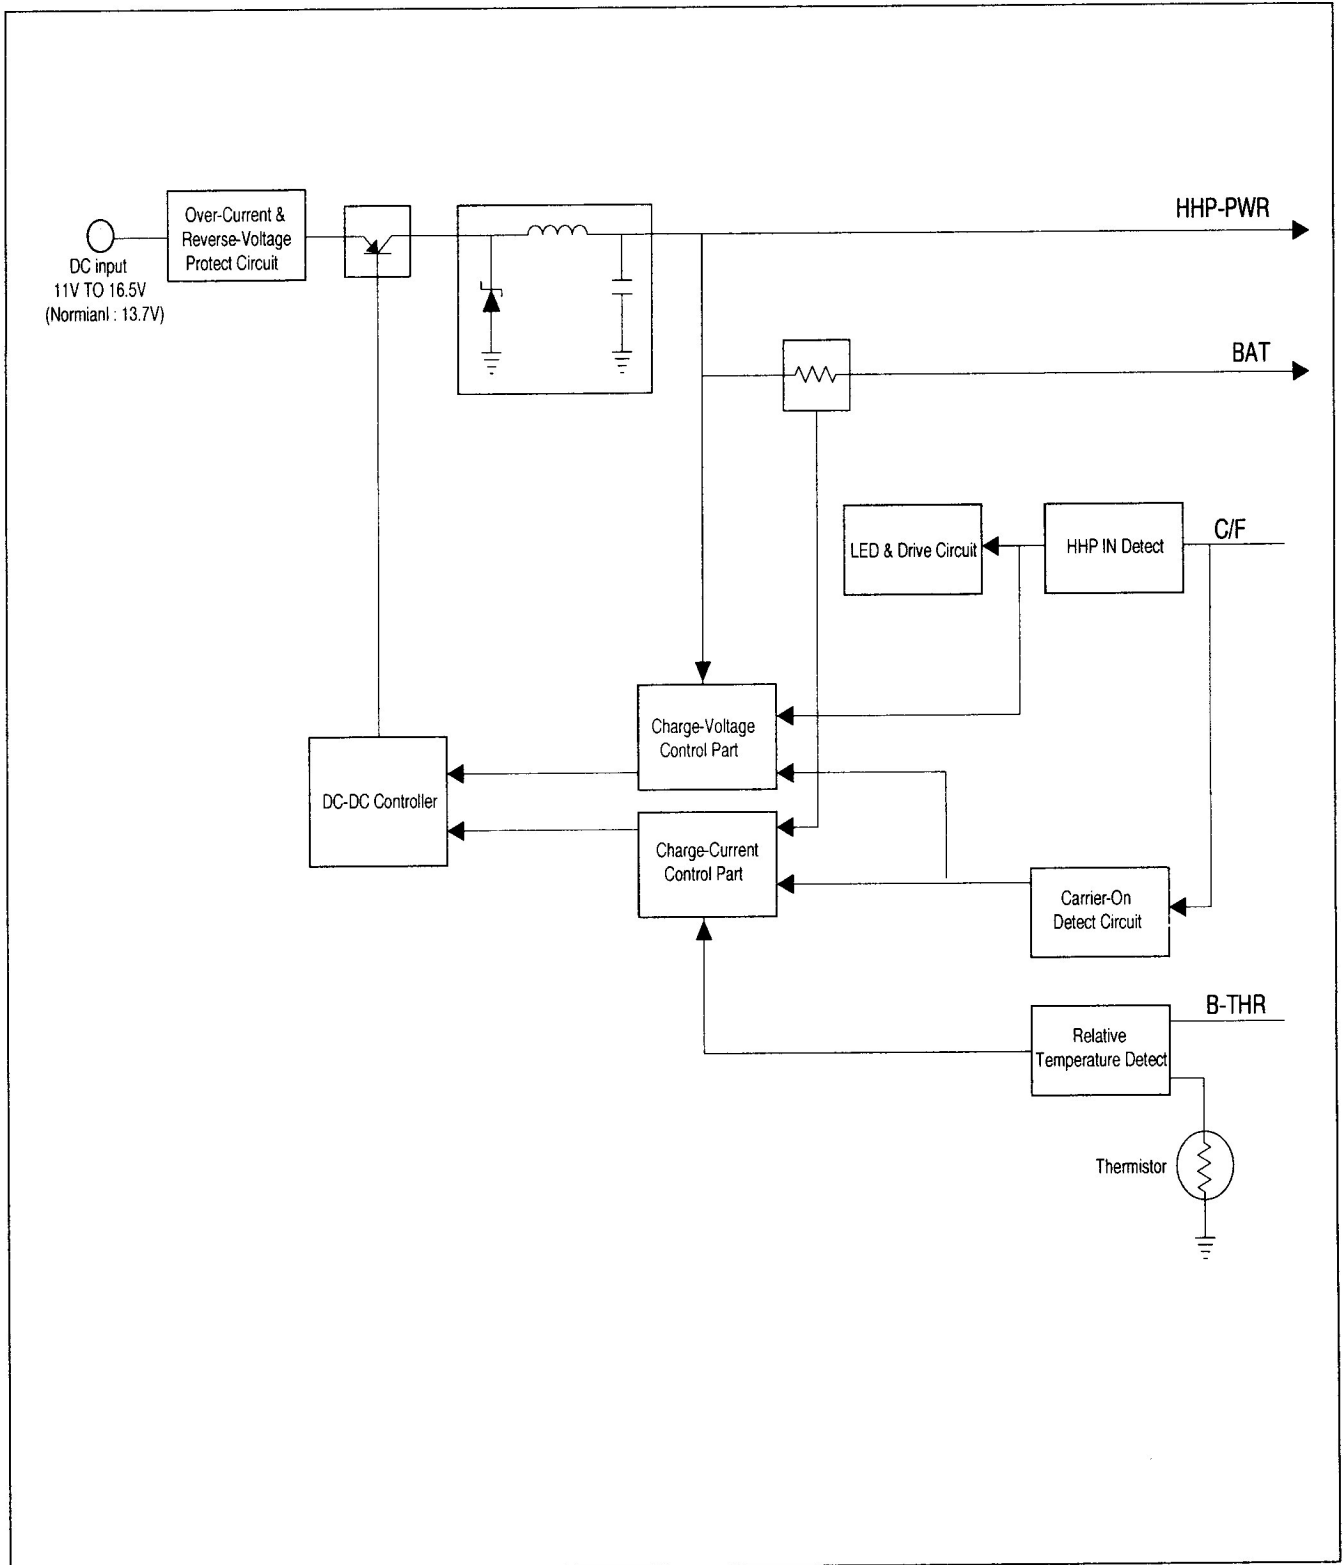 HHP-PWR
Over-Current &
Reverse-Voltage
Protect Circuit
DC input
11V TO 16.5V
(Normianl : 13.7V)
BAT
C/F
LED & Drive Circuit
HHP IN Detect
Charge-Voltage
Control Part
DC-DC Controller
Charge-Current
Control Part
Carrier-On
Detect Circuit
B-THR
Relative
Temperature Detect
Thermistor